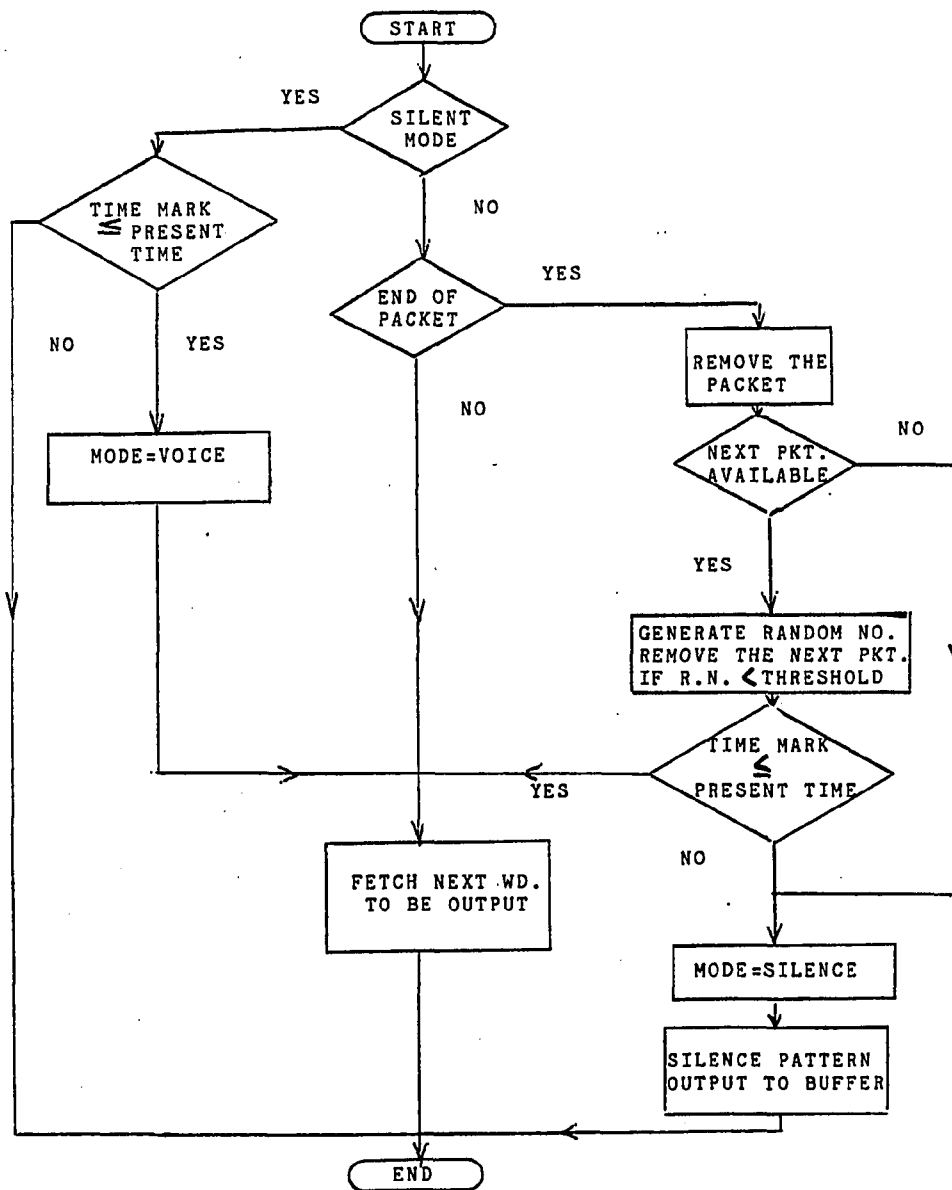 START
YES
SILENT
MODE
NO
TIME MARK
≤ PRESENT
TIME
END OF
PACKET
YES
NO
YES
NO
REMOVE THE
PACKET
MODE=VOICE
NEXT PKT.
AVAILABLE
NO
YES
GENERATE RANDOM NO.
REMOVE THE NEXT PKT.
IF R.N. < THRESHOLD
TIME MARK
≤
PRESENT TIME
YES
NO
FETCH NEXT WD.
TO BE OUTPUT
MODE=SILENCE
SILENCE PATTERN
OUTPUT TO BUFFER
END